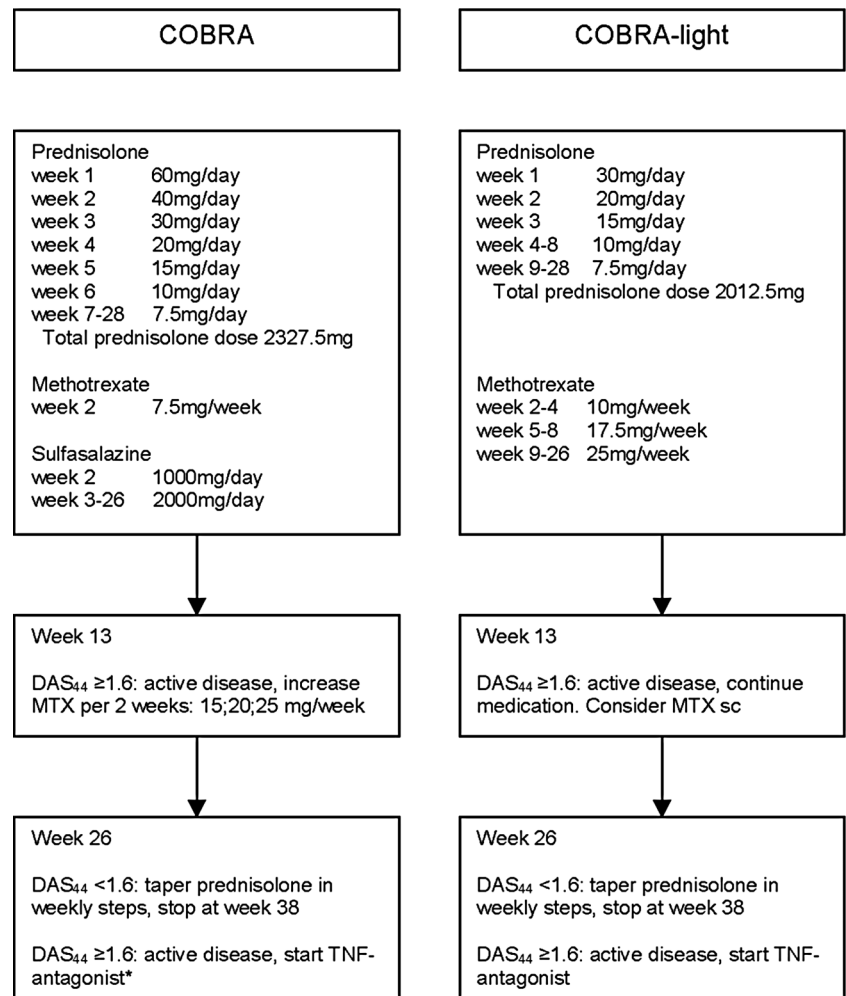 COBRA
Prednisolone
week 1 60mg/day
week 2 40mg/day
week 3 30mg/day
week 4 20mg/day
week 5 15mg/day
week 6 10mg/day
week 7-28 7.5mg/day
Total prednisolone dose 2327.5mg
Methotrexate
week 2 7.5mg/week
Sulfasalazine
week 2 1000mg/day
week 3-26 2000mg/day
Week 13
DAS₄₄ ≥1.6: active disease, increase
MTX per 2 weeks: 15;20;25 mg/week
Week 26
DAS₄₄ <1.6: taper prednisolone in
weekly steps, stop at week 38
DAS₄₄ ≥1.6: active disease, start TNF-
antagonist*
COBRA-light
Prednisolone
week 1 30mg/day
week 2 20mg/day
week 3 15mg/day
week 4-8 10mg/day
week 9-28 7.5mg/day
Total prednisolone dose 2012.5mg
Methotrexate
week 2-4 10mg/week
week 5-8 17.5mg/week
week 9-26 25mg/week
Week 13
DAS₄₄ ≥1.6: active disease, continue
medication. Consider MTX sc
Week 26
DAS₄₄ <1.6: taper prednisolone in
weekly steps, stop at week 38
DAS₄₄ ≥1.6: active disease, start TNF-
antagonist